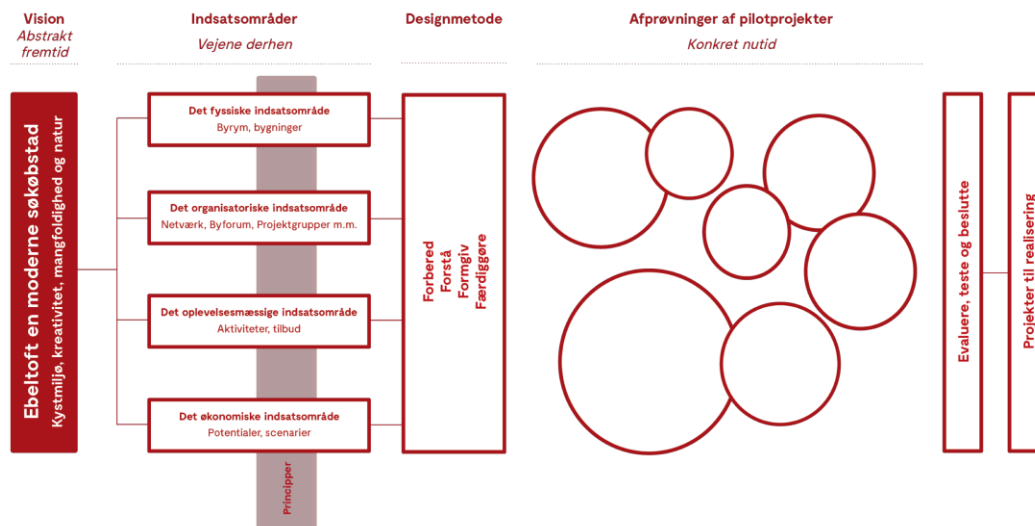 Vision
Abstrakt
fremtid
Indsatsområder
Vejene derhen
Designmetode
Afprøvninger af pilotprojekter
Konkret nutid
Ebeltoft en moderne søkøbstad
Kystmiljø, kreativitet, mangfoldighed og natur
Det fyssiske indsatsområde
Byrym, bygninger
Det organisatoriske indsatsområde
Netværk, Byforum, Projektgrupper m.m.
Det oplevelsesmæssige indsatsområde
Aktiviteter, tilbud
Det økonomiske indsatsområde
Potentialer, scenarier
Principper
Forbered
Forstå
Formgiv
Færdiggøre
Evaluere, teste og beslutte
Projekter til realisering